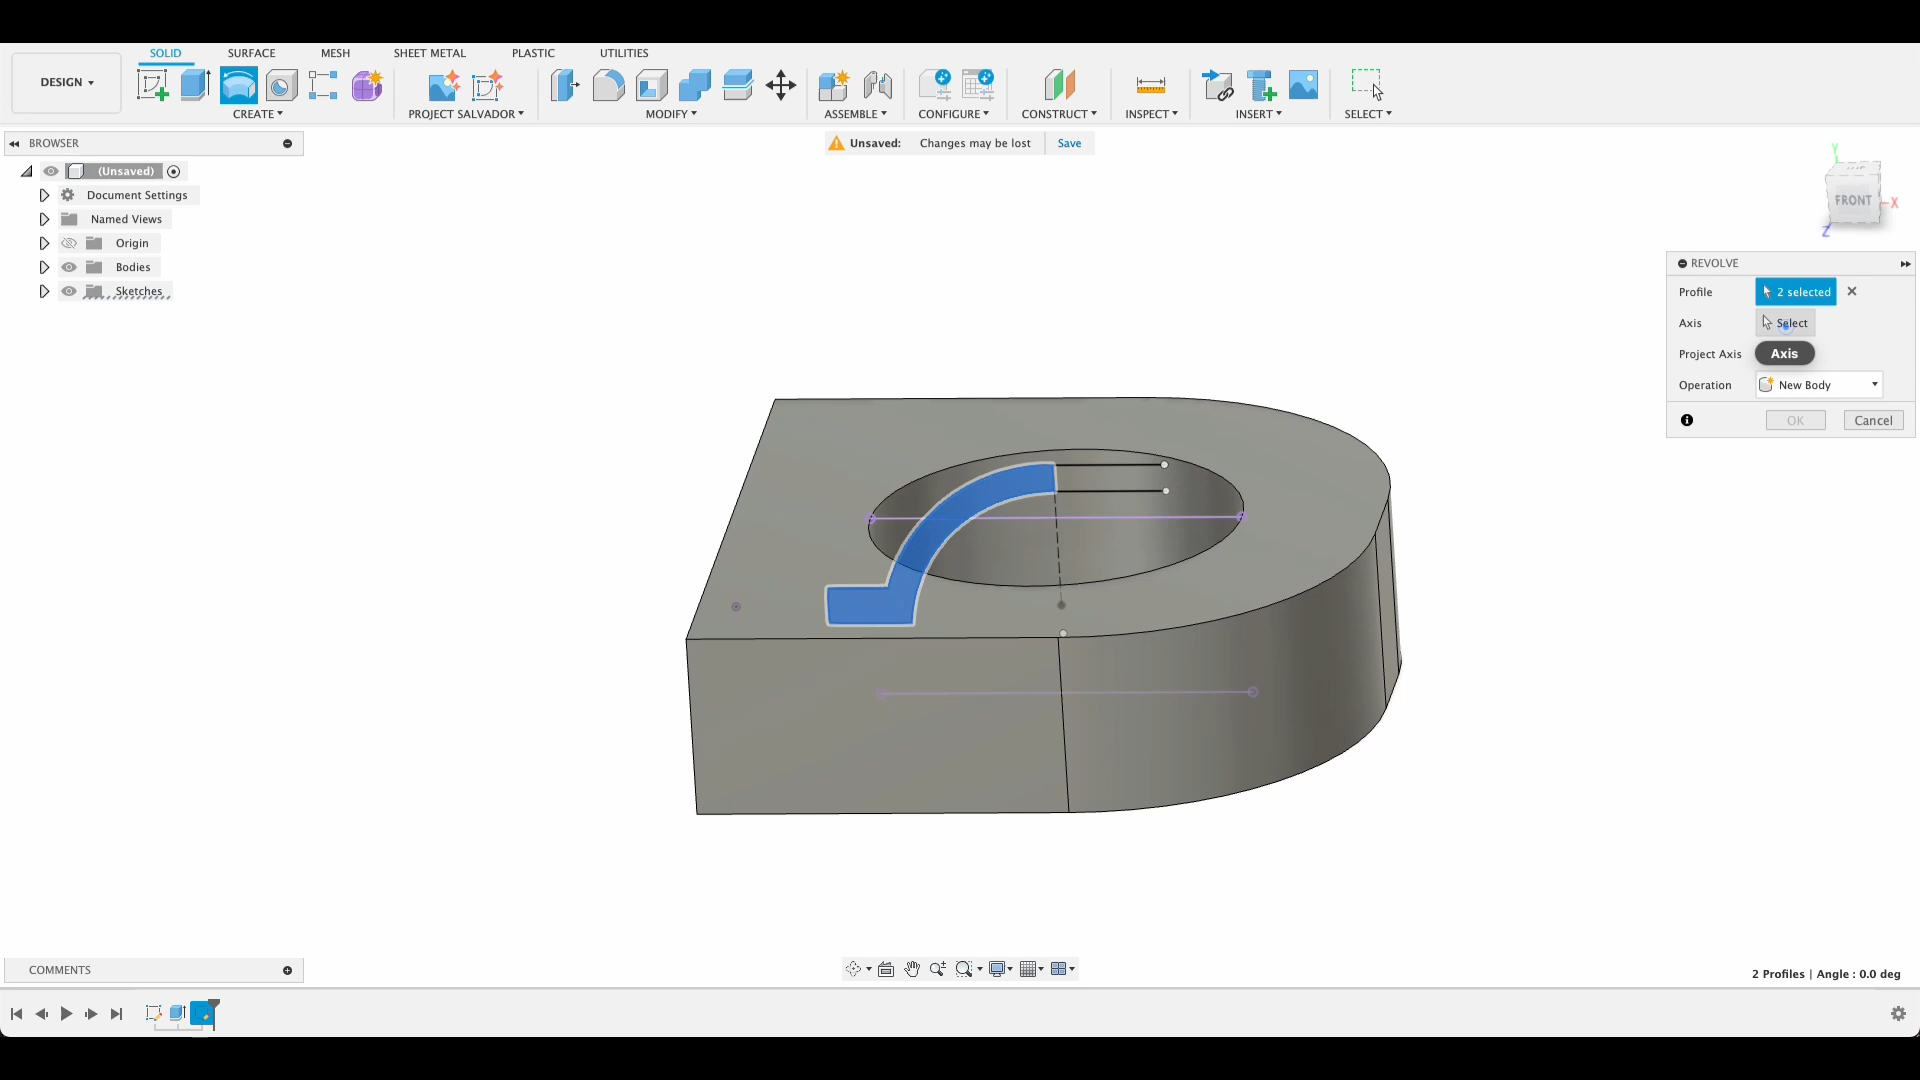 SOLID SURFACE MESH SHEET METAL PLASTIC UTILITIES
DESIGN
CREATE PROJECT SALVADOR MODIFY ASSEMBLE CONFIGURE CONSTRUCT INSPECT INSERT SELECT
BROWSER
Unsaved: Changes may be lost Save
(Unsaved)
Document Settings
Named Views
Origin
Bodies
Sketches
Y
FRONT
X
Z
REVOLVE
Profile 2 selected
Axis Select
Project Axis Axis
Operation New Body
OK Cancel
COMMENTS
2 Profiles | Angle : 0.0 deg